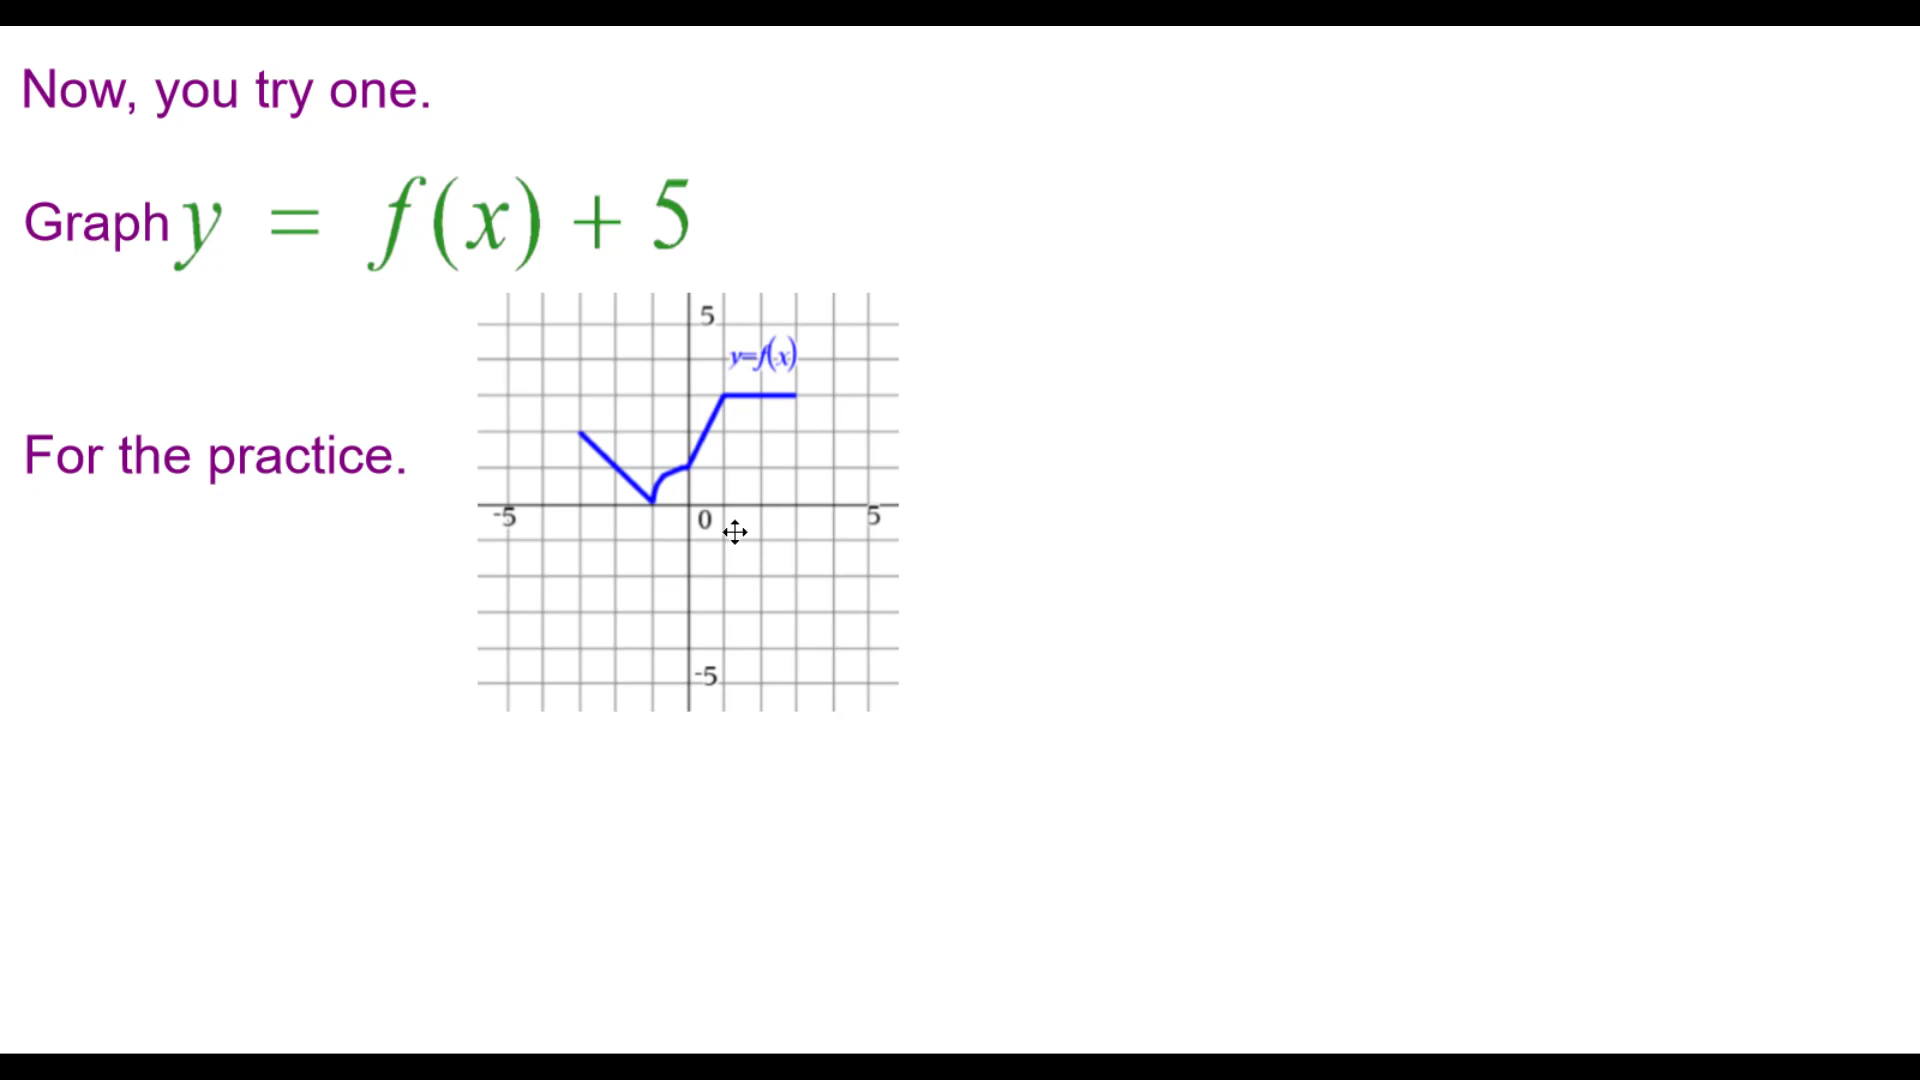 Now, you try one.
Graph y = f(x) + 5
5
y=f(x)
For the practice.
-5 0 5
-5